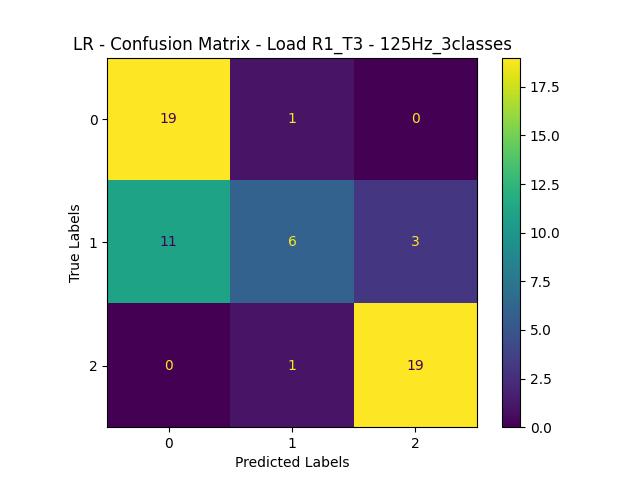 LR - Confusion Matrix - Load R1_T3 - 125Hz_3classes
True Labels
0 19 1 0
1 11 6 3
2 0 1 19
0 1 2
Predicted Labels
17.5
15.0
12.5
10.0
7.5
5.0
2.5
0.0